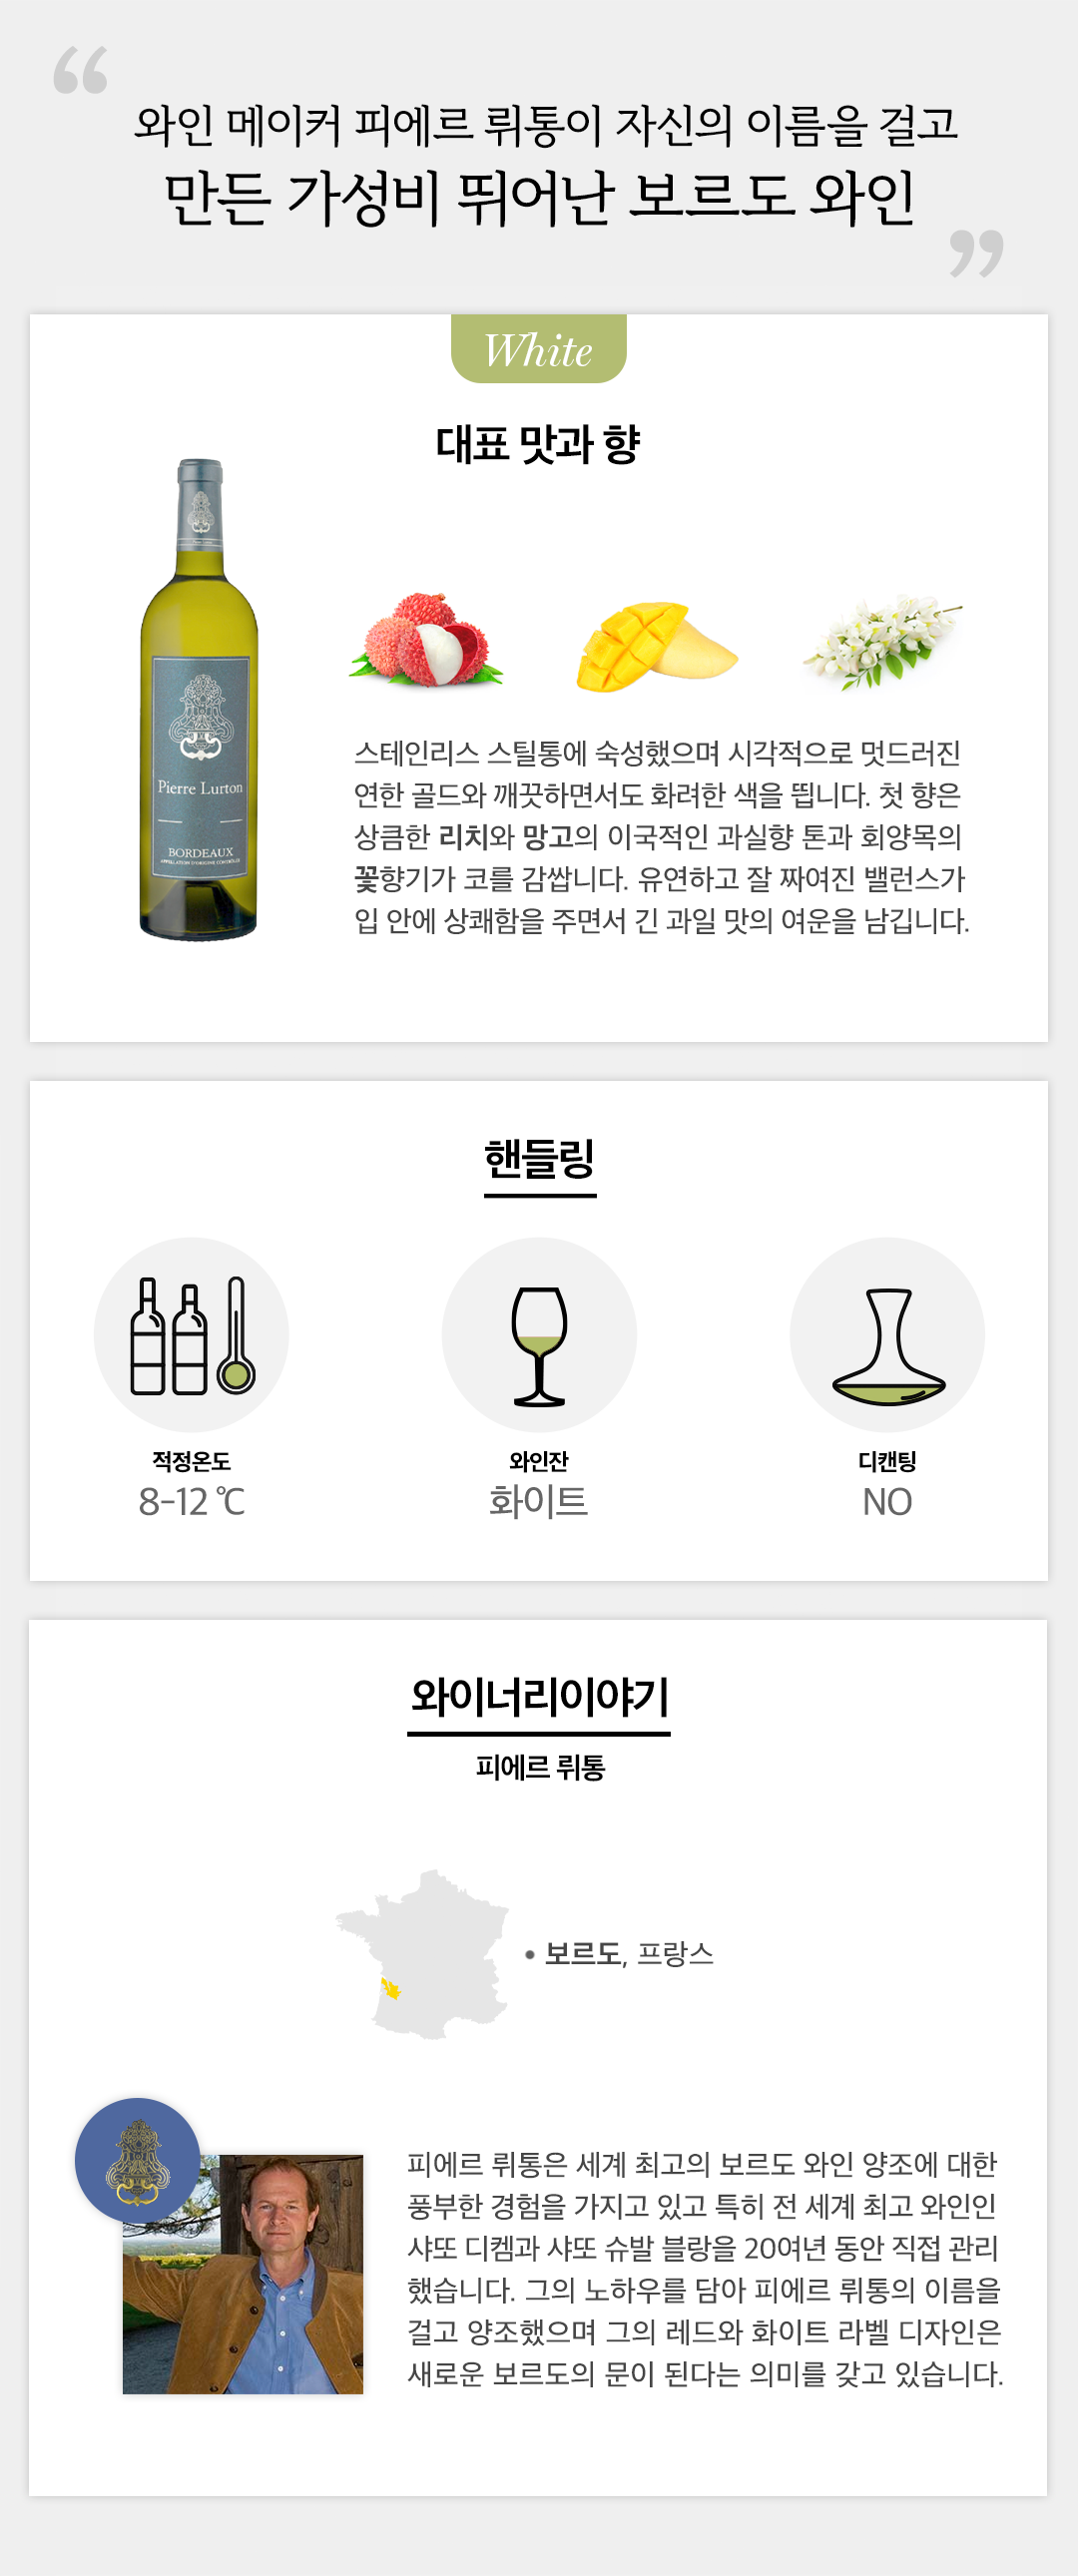 “
와인 메이커 피에르 뤼통이 자신의 이름을 걸고
만든 가성비 뛰어난 보르도 와인
”
White
대표 맛과 향
Pierre Lurton
BORDEAUX
스테인리스 스틸통에 숙성했으며 시각적으로 멋드러진
연한 골드와 깨끗하면서도 화려한 색을 띕니다. 첫 향은
상큼한 리치와 망고의 이국적인 과실향 톤과 회양목의
꽃향기가 코를 감쌉니다. 유연하고 잘 짜여진 밸런스가
입 안에 상쾌함을 주면서 긴 과일 맛의 여운을 남깁니다.
핸들링
적정온도
8-12 ℃
와인잔
화이트
디캔팅
NO
와이너리이야기
피에르 뤼통
• 보르도, 프랑스
피에르 뤼통은 세계 최고의 보르도 와인 양조에 대한
풍부한 경험을 가지고 있고 특히 전 세계 최고 와인인
샤또 디켐과 샤또 슈발 블랑을 20여년 동안 직접 관리
했습니다. 그의 노하우를 담아 피에르 뤼통의 이름을
걸고 양조했으며 그의 레드와 화이트 라벨 디자인은
새로운 보르도의 문이 된다는 의미를 갖고 있습니다.